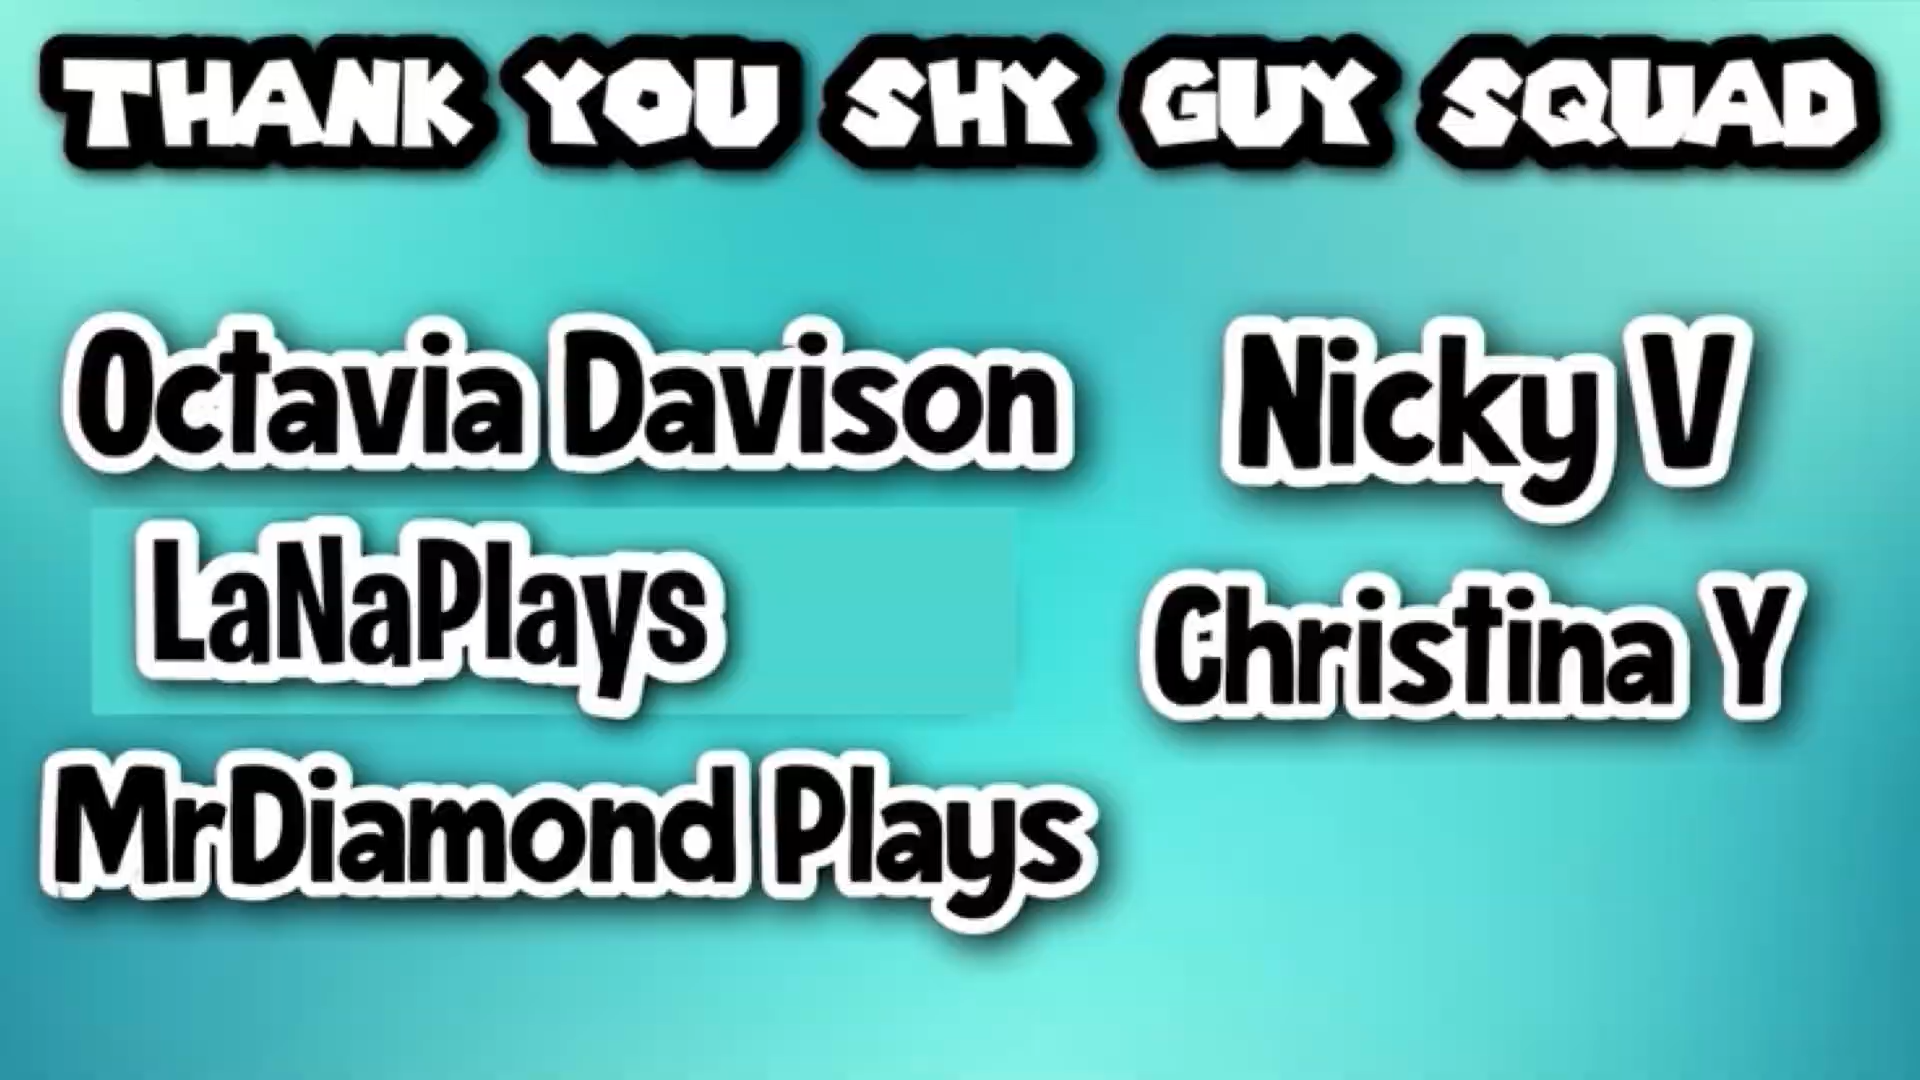 THANK YOU SHY GUY SQUAD
Octavia Davison
Nicky V
LaNaPlays
Christina Y
MrDiamond Plays